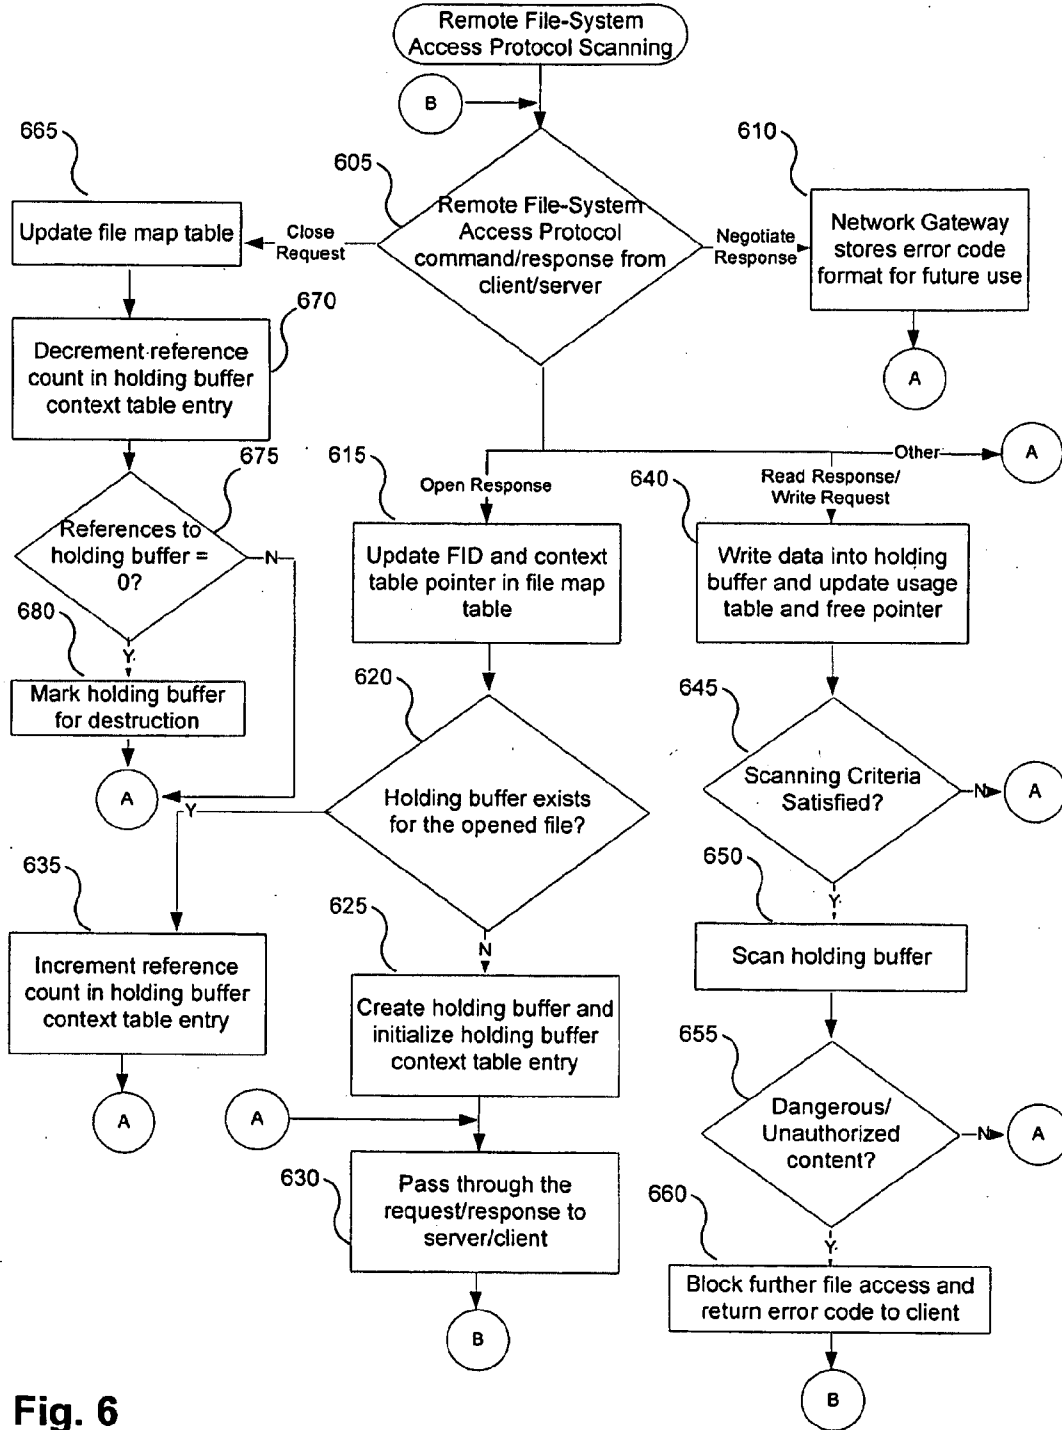 Remote File-System
Access Protocol Scanning
B
665
605
610
Update file map table
Close
Request
Remote File-System
Access Protocol
command/response from
client/server
Negotiate
Response
Network Gateway
stores error code
format for future use
670
Decrement reference
count in holding buffer
context table entry
A
675
615
Open Response
640
Read Response/
Write Request
Other
A
References to
holding buffer =
0?
N
Update FID and context
table pointer in file map
table
Write data into holding
buffer and update usage
table and free pointer
680
Y
620
645
Mark holding buffer
for destruction
A
Y
Holding buffer exists
for the opened file?
Scanning Criteria
Satisfied?
N
A
635
625
650
Y
N
Increment reference
count in holding buffer
context table entry
Create holding buffer and
initialize holding buffer
context table entry
Scan holding buffer
655
A
A
Dangerous/
Unauthorized
content?
N
A
630
Pass through the
request/response to
server/client
660
Y
Block further file access and
return error code to client
B
B
Fig. 6